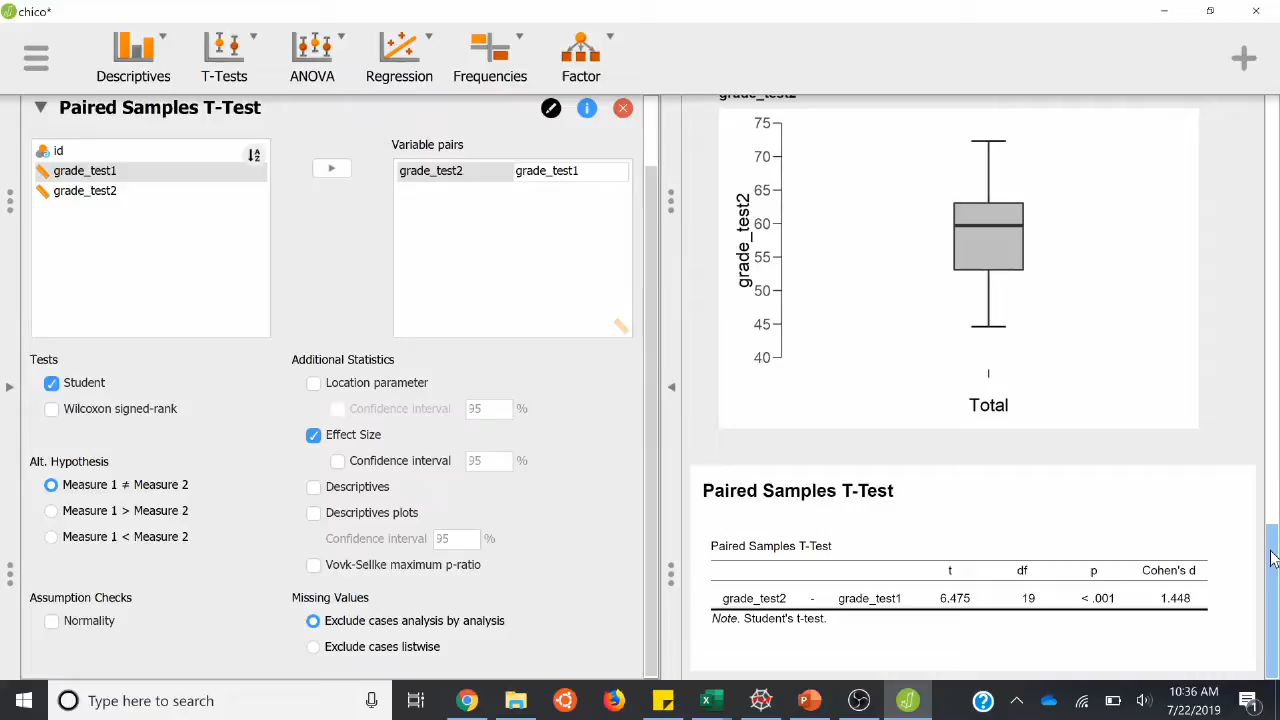 chico*
Descriptives
T-Tests
ANOVA
Regression
Frequencies
Factor
Paired Samples T-Test
id
grade_test1
grade_test2
Variable pairs
grade_test2 grade_test1
Tests
Student
Wilcoxon signed-rank
Alt. Hypothesis
Measure 1 ≠ Measure 2
Measure 1 > Measure 2
Measure 1 < Measure 2
Assumption Checks
Normality
Additional Statistics
Location parameter
Confidence interval 95 %
Effect Size
Confidence interval 95 %
Descriptives
Descriptives plots
Confidence interval 95 %
Vovk-Sellke maximum p-ratio
Missing Values
Exclude cases analysis by analysis
Exclude cases listwise
grade_test2
75
70
65
60
55
50
45
40
grade_test2
Total
Paired Samples T-Test
Paired Samples T-Test
t df p Cohen's d
grade_test2 - grade_test1 6.475 19 < .001 1.448
Note. Student's t-test.
Type here to search
10:36 AM
7/22/2019
1